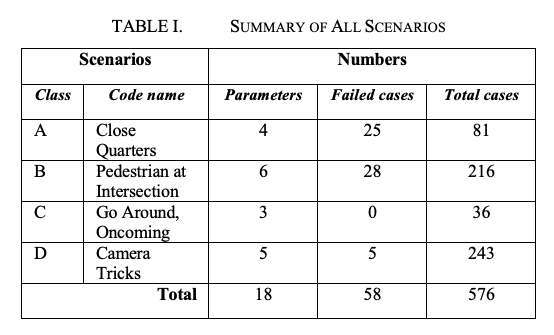 TABLE I. SUMMARY OF ALL SCENARIOS
Scenarios Numbers
Class Code name Parameters Failed cases Total cases
A Close Quarters 4 25 81
B Pedestrian at Intersection 6 28 216
C Go Around, Oncoming 3 0 36
D Camera Tricks 5 5 243
Total 18 58 576